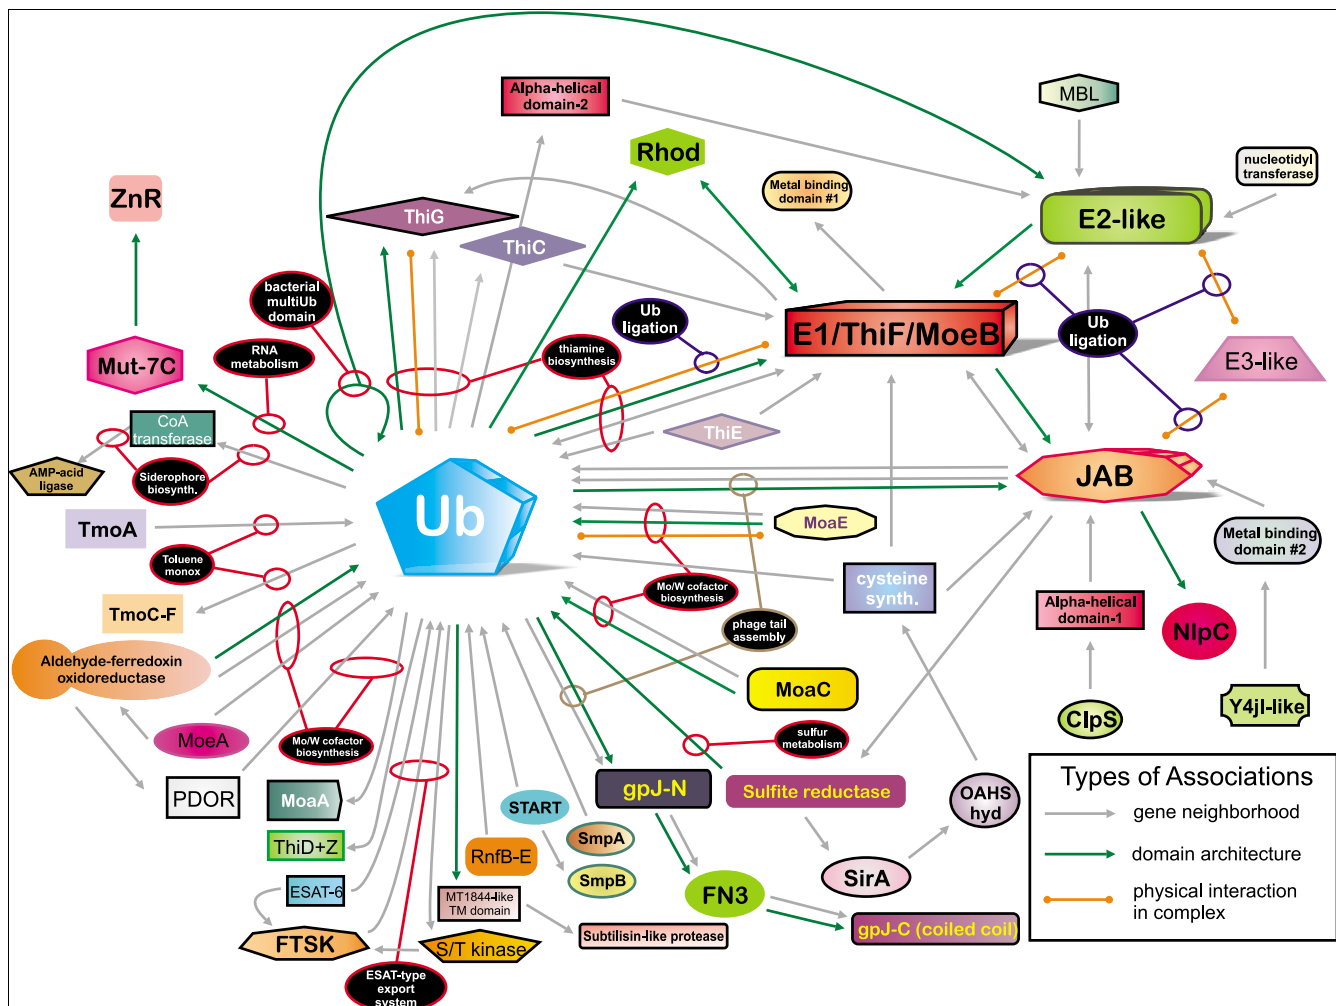 Alpha-helical
domain-2
MBL
Rhod
nucleotidyl
transferase
ZnR
Metal binding
domain #1
ThiG
E2-like
ThiC
bacterial
multiUb
domain
Ub
ligation
E1/ThiF/MoeB
Ub
ligation
RNA
metabolism
thiamine
biosynthesis
Mut-7C
E3-like
CoA
transferase
ThiE
AMP-acid
ligase
Siderophore
biosynth.
JAB
Ub
TmoA
MoaE
Metal binding
domain #2
Toluene
monox
cysteine
synth.
Mo/W cofactor
biosynthesis
TmoC-F
Alpha-helical
domain-1
phage tail
assembly
NlpC
Aldehyde-ferredoxin
oxidoreductase
MoaC
ClpS
Y4jl-like
MoeA
Mo/W cofactor
biosynthesis
sulfur
metabolism
PDOR
MoaA
START
gpJ-N
Sulfite reductase
OAHS
hyd
Types of Associations
gene neighborhood
domain architecture
physical interaction
in complex
ThiD+Z
RnfB-E
SmpA
SmpB
SirA
ESAT-6
MT1844-like
TM domain
FN3
FTSK
S/T kinase
Subtilisin-like protease
gpJ-C (coiled coil)
ESAT-type
export
system